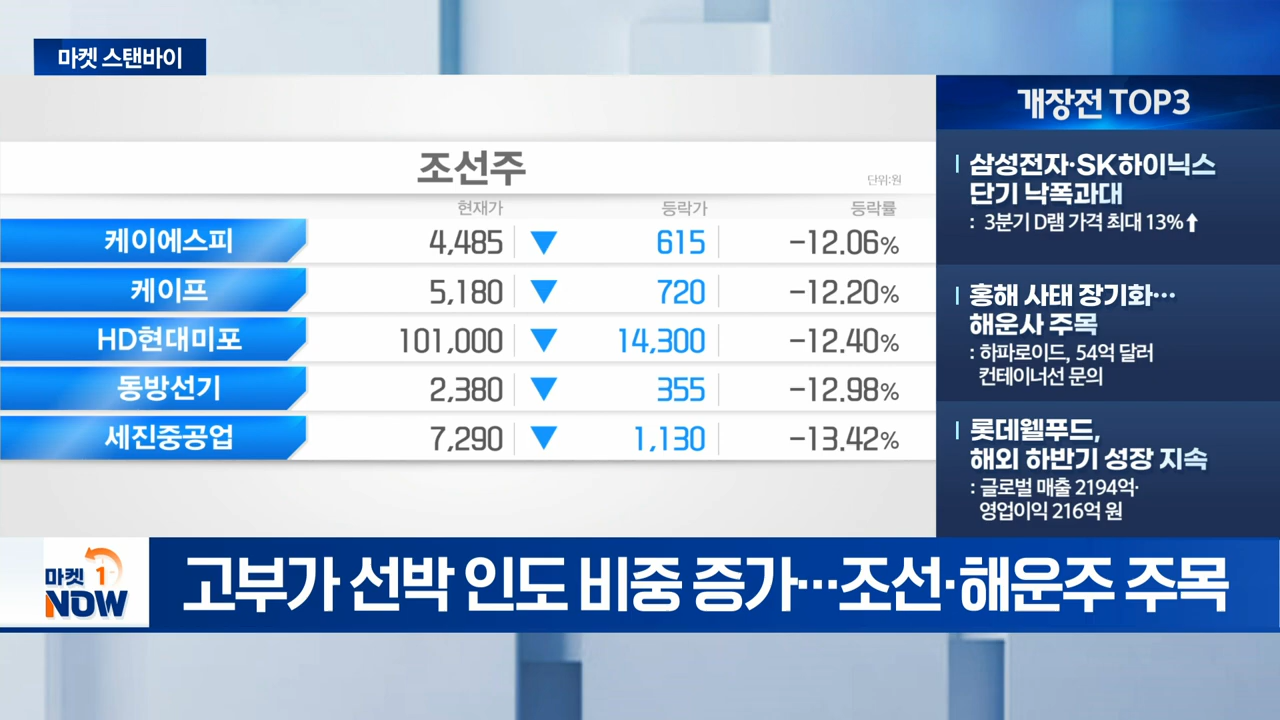 마켓 스탠바이
조선주
단위:원
현재가 등락가 등락률
케이에스피 4,485 ▼ 615 -12.06%
케이프 5,180 ▼ 720 -12.20%
HD현대미포 101,000 ▼ 14,300 -12.40%
동방선기 2,380 ▼ 355 -12.98%
세진중공업 7,290 ▼ 1,130 -13.42%
개장전 TOP3
삼성전자·SK하이닉스
단기 낙폭과대
: 3분기 D램 가격 최대 13%⬆
홍해 사태 장기화…
해운사 주목
: 하파로이드, 54억 달러
컨테이너선 문의
롯데웰푸드,
해외 하반기 성장 지속
: 글로벌 매출 2194억·
영업이익 216억 원
마켓 1
NOW
고부가 선박 인도 비중 증가…조선·해운주 주목